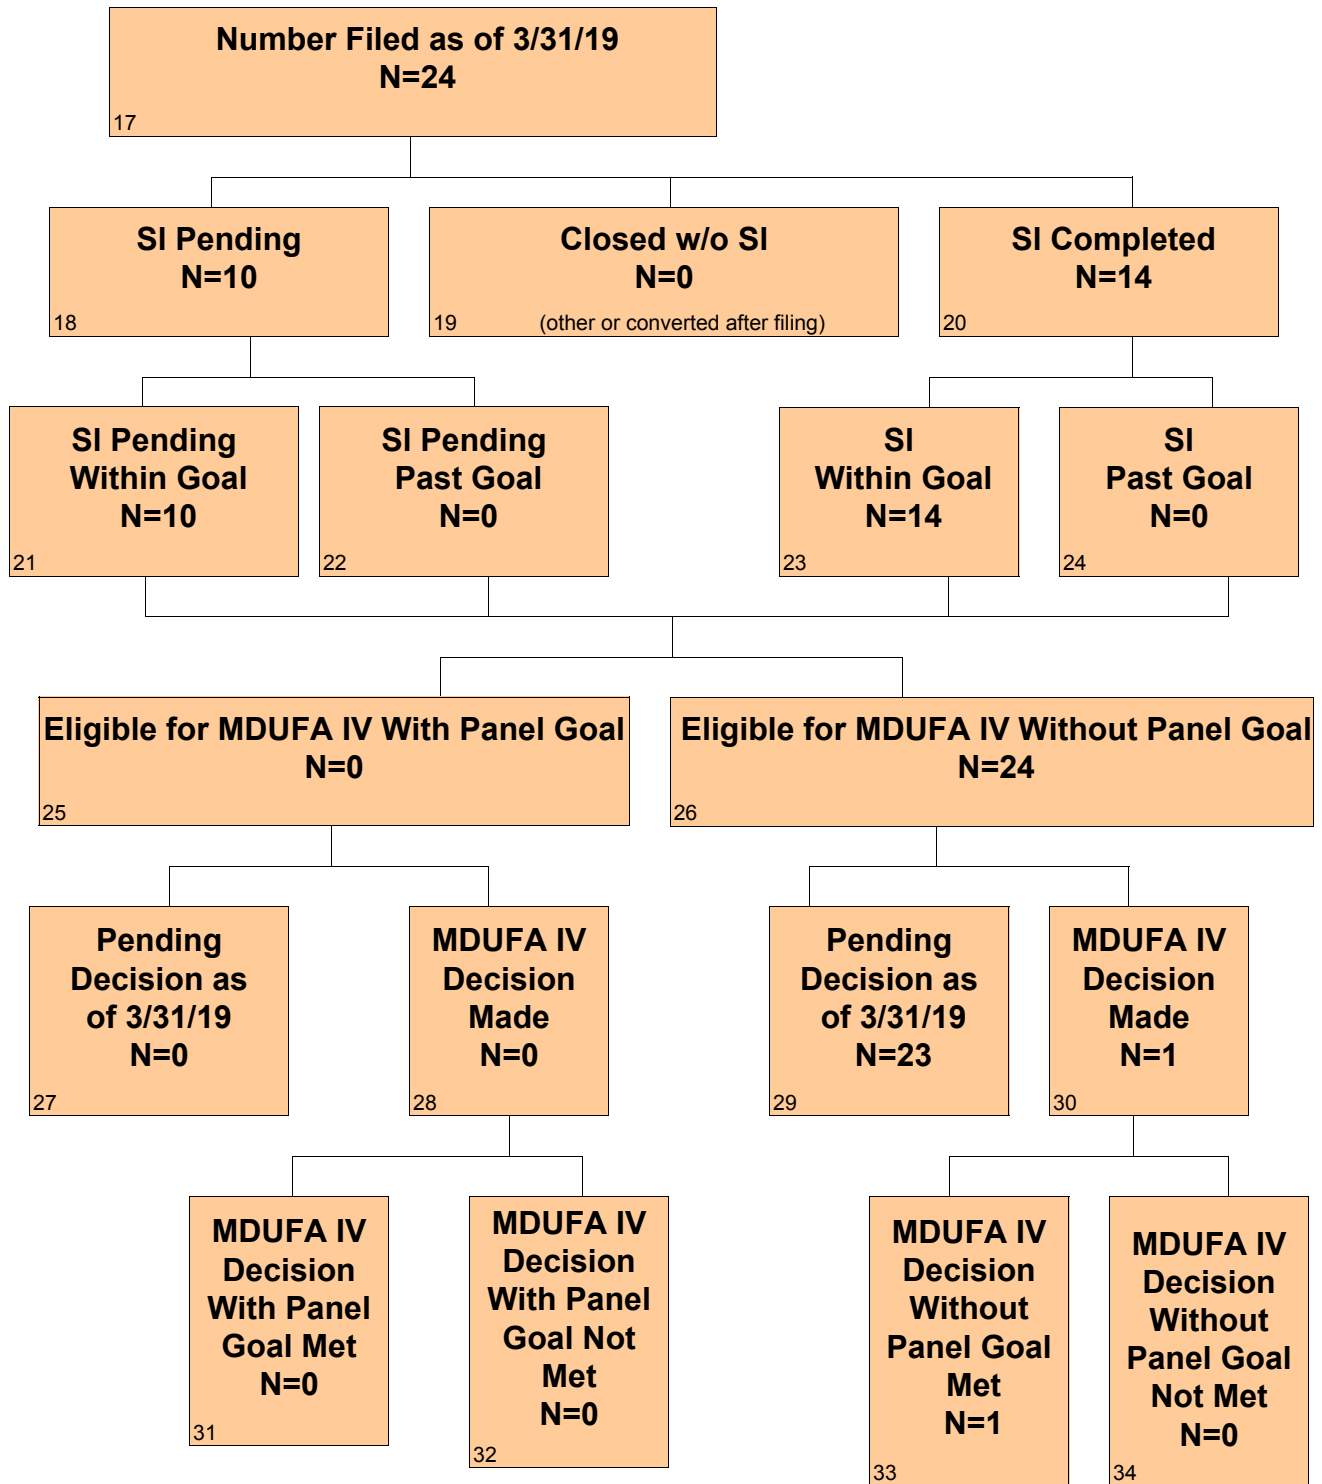 Number Filed as of 3/31/19
N=24
17
SI Pending
N=10
18
Closed w/o SI
N=0
19
(other or converted after filing)
SI Completed
N=14
20
SI Pending
Within Goal
N=10
21
SI Pending
Past Goal
N=0
22
SI
Within Goal
N=14
23
SI
Past Goal
N=0
24
Eligible for MDUFA IV With Panel Goal
N=0
25
Eligible for MDUFA IV Without Panel Goal
N=24
26
Pending
Decision as
of 3/31/19
N=0
27
MDUFA IV
Decision
Made
N=0
28
Pending
Decision as
of 3/31/19
N=23
29
MDUFA IV
Decision
Made
N=1
30
MDUFA IV
Decision
With Panel
Goal Met
N=0
31
MDUFA IV
Decision
With Panel
Goal Not
Met
N=0
32
MDUFA IV
Decision
Without
Panel Goal
Met
N=1
33
MDUFA IV
Decision
Without
Panel Goal
Not Met
N=0
34